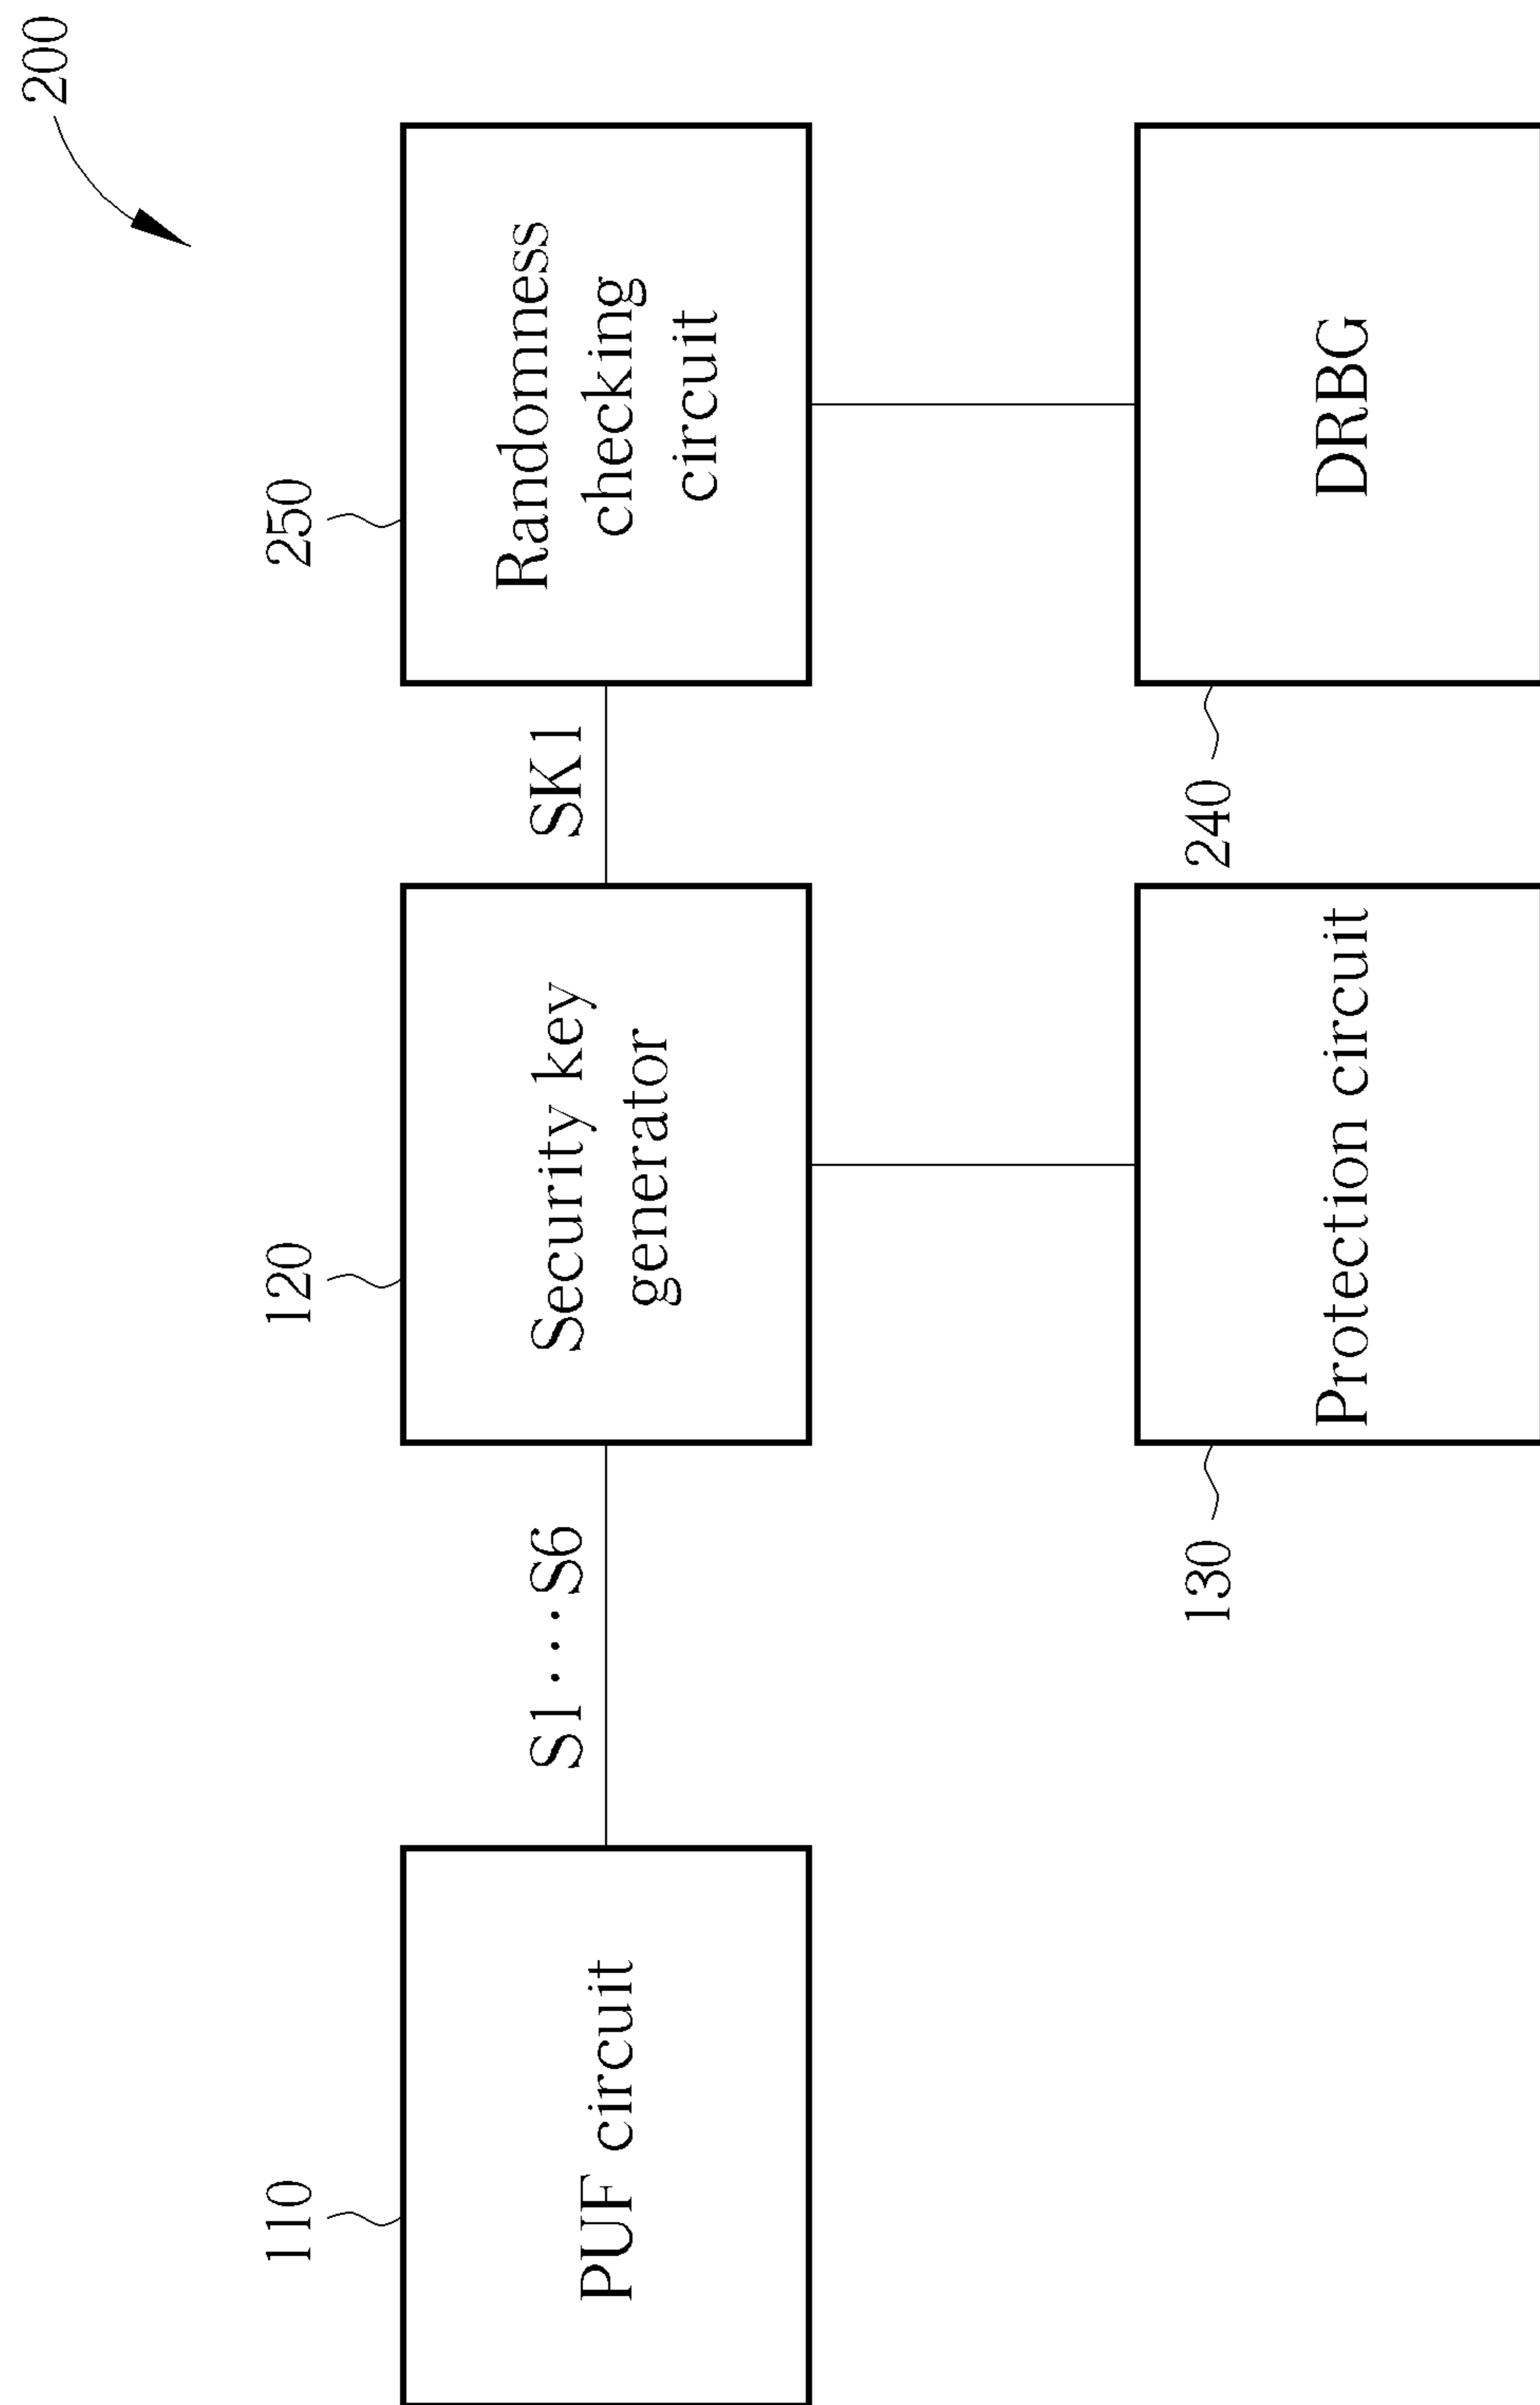 200
110
120
250
PUF circuit
S1···S6
Security key
generator
SK1
Randomness
checking
circuit
130
Protection circuit
240
DRBG